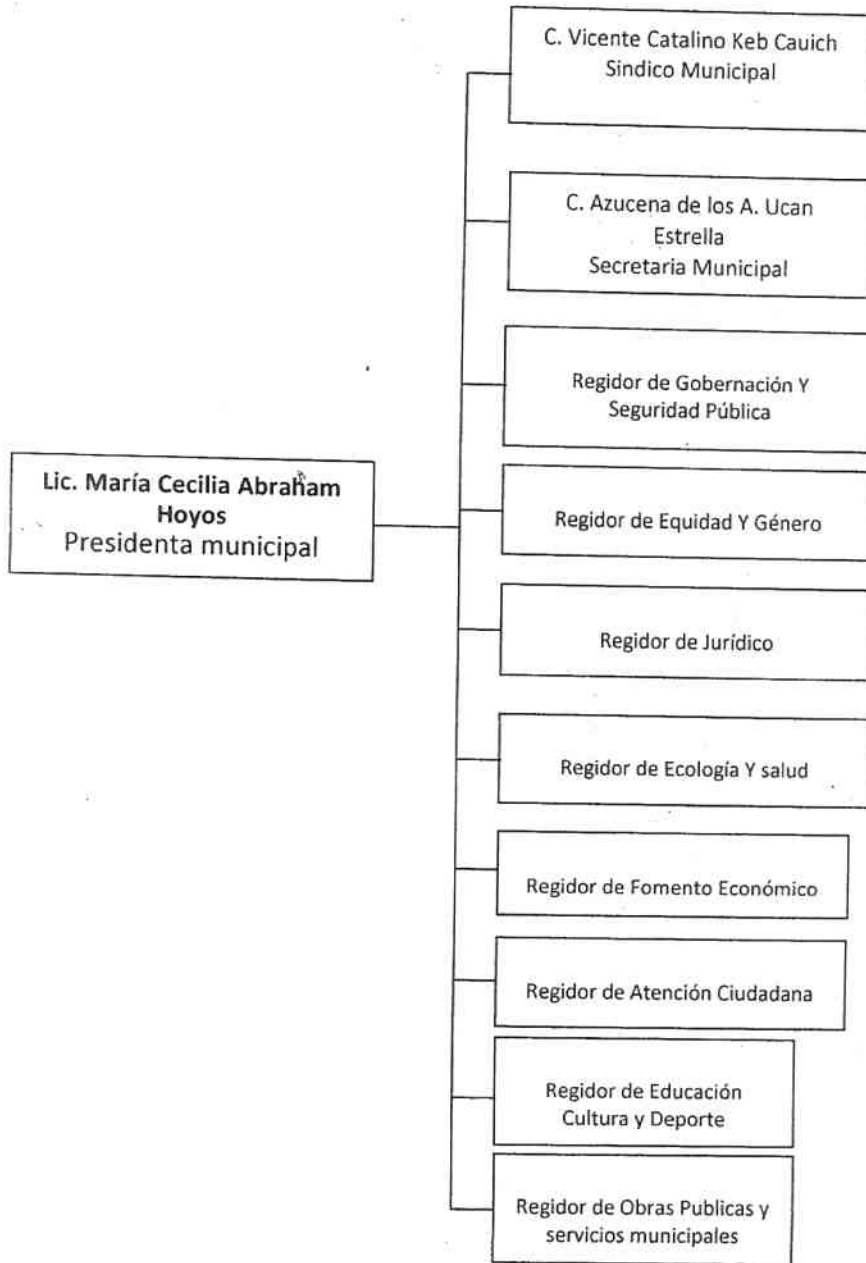 C. Vicente Catalino Keb Cauich
Sindico Municipal
C. Azucena de los A. Ucan
Estrella
Secretaria Municipal
Regidor de Gobernación Y
Seguridad Pública
Lic. María Cecilia Abraham
Hoyos
Presidenta municipal
Regidor de Equidad Y Género
Regidor de Jurídico
Regidor de Ecología Y salud
Regidor de Fomento Económico
Regidor de Atención Ciudadana
Regidor de Educación
Cultura y Deporte
Regidor de Obras Publicas y
servicios municipales